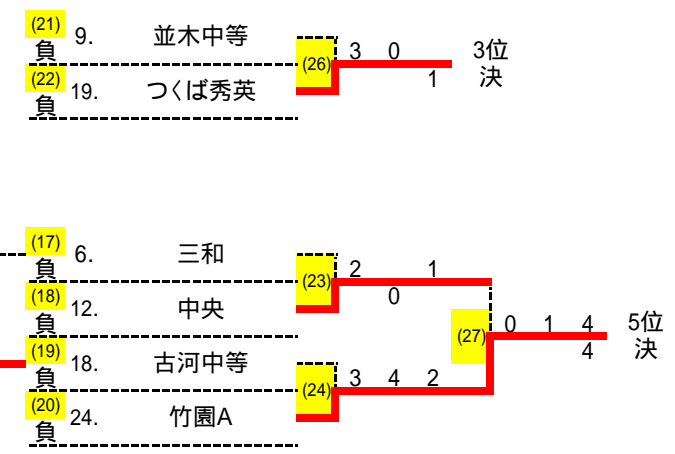 (21)
負 9. 並木中等
(26) 3 0 3位
(22)
負 19. つくば秀英
1 決
(17)
負 6. 三和
(23) 2 1
(18)
負 12. 中央
0
(27) 0 1 4 5位
4 決
(19)
負 18. 古河中等
(24) 3 4 2
(20)
負 24. 竹園A